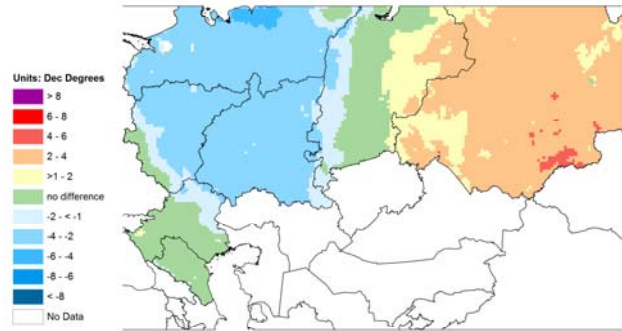 Units: Dec Degrees
> 8
6 - 8
4 - 6
2 - 4
>1 - 2
no difference
-2 - < -1
-4 - -2
-6 - -4
-8 - -6
< -8
No Data